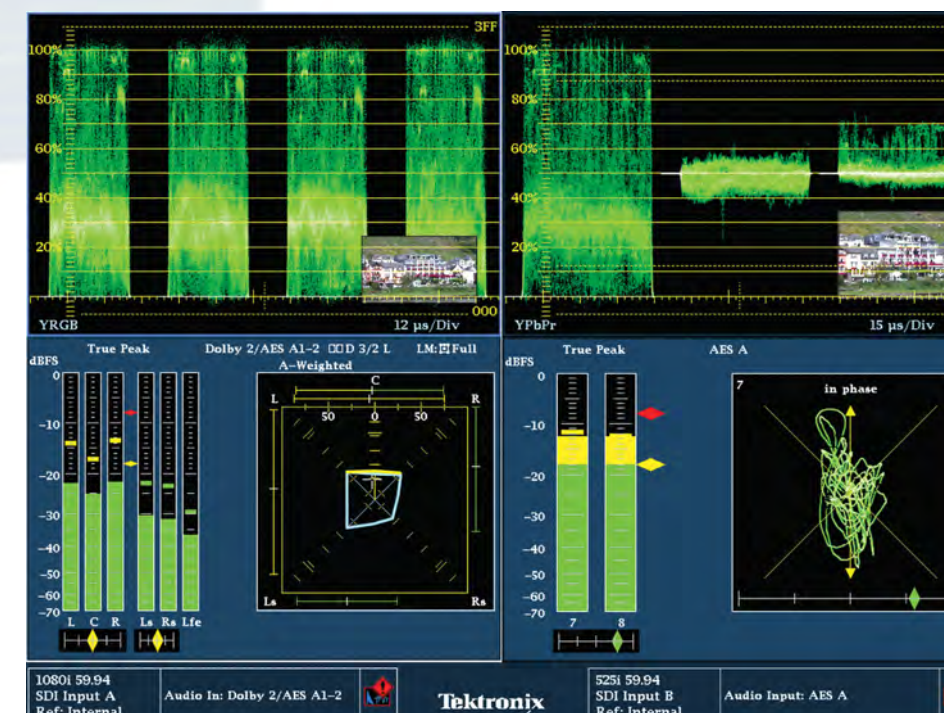 3FF
100%
80%
60%
40%
20%
000
YRGB
12 µs/Div
100%
80%
60%
40%
20%
YPbPr
15 µs/Div
True Peak
Dolby 2/AES A1-2 D 3/2 L
LM: Full
dBFS
A-Weighted
0
-10
-20
-30
-40
-50
-60
-70
L C R Ls Rs Lfe
C
L
R
50 0 50
Ls
Rs
True Peak
AES A
dBFS
0
-10
-20
-30
-40
-50
-60
-70
7 8
7
in phase
1080i 59.94
SDI Input A
Ref: Internal
Audio In: Dolby 2/AES A1-2
Tektronix
525i 59.94
SDI Input B
Ref: Internal
Audio Input: AES A